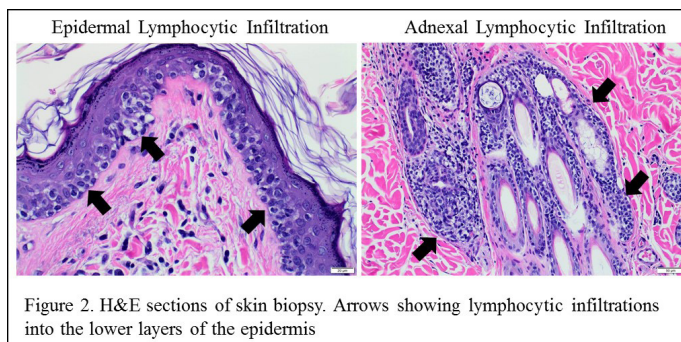 Epidermal Lymphocytic Infiltration
Adnexal Lymphocytic Infiltration
Figure 2. H&E sections of skin biopsy. Arrows showing lymphocytic infiltrations
into the lower layers of the epidermis